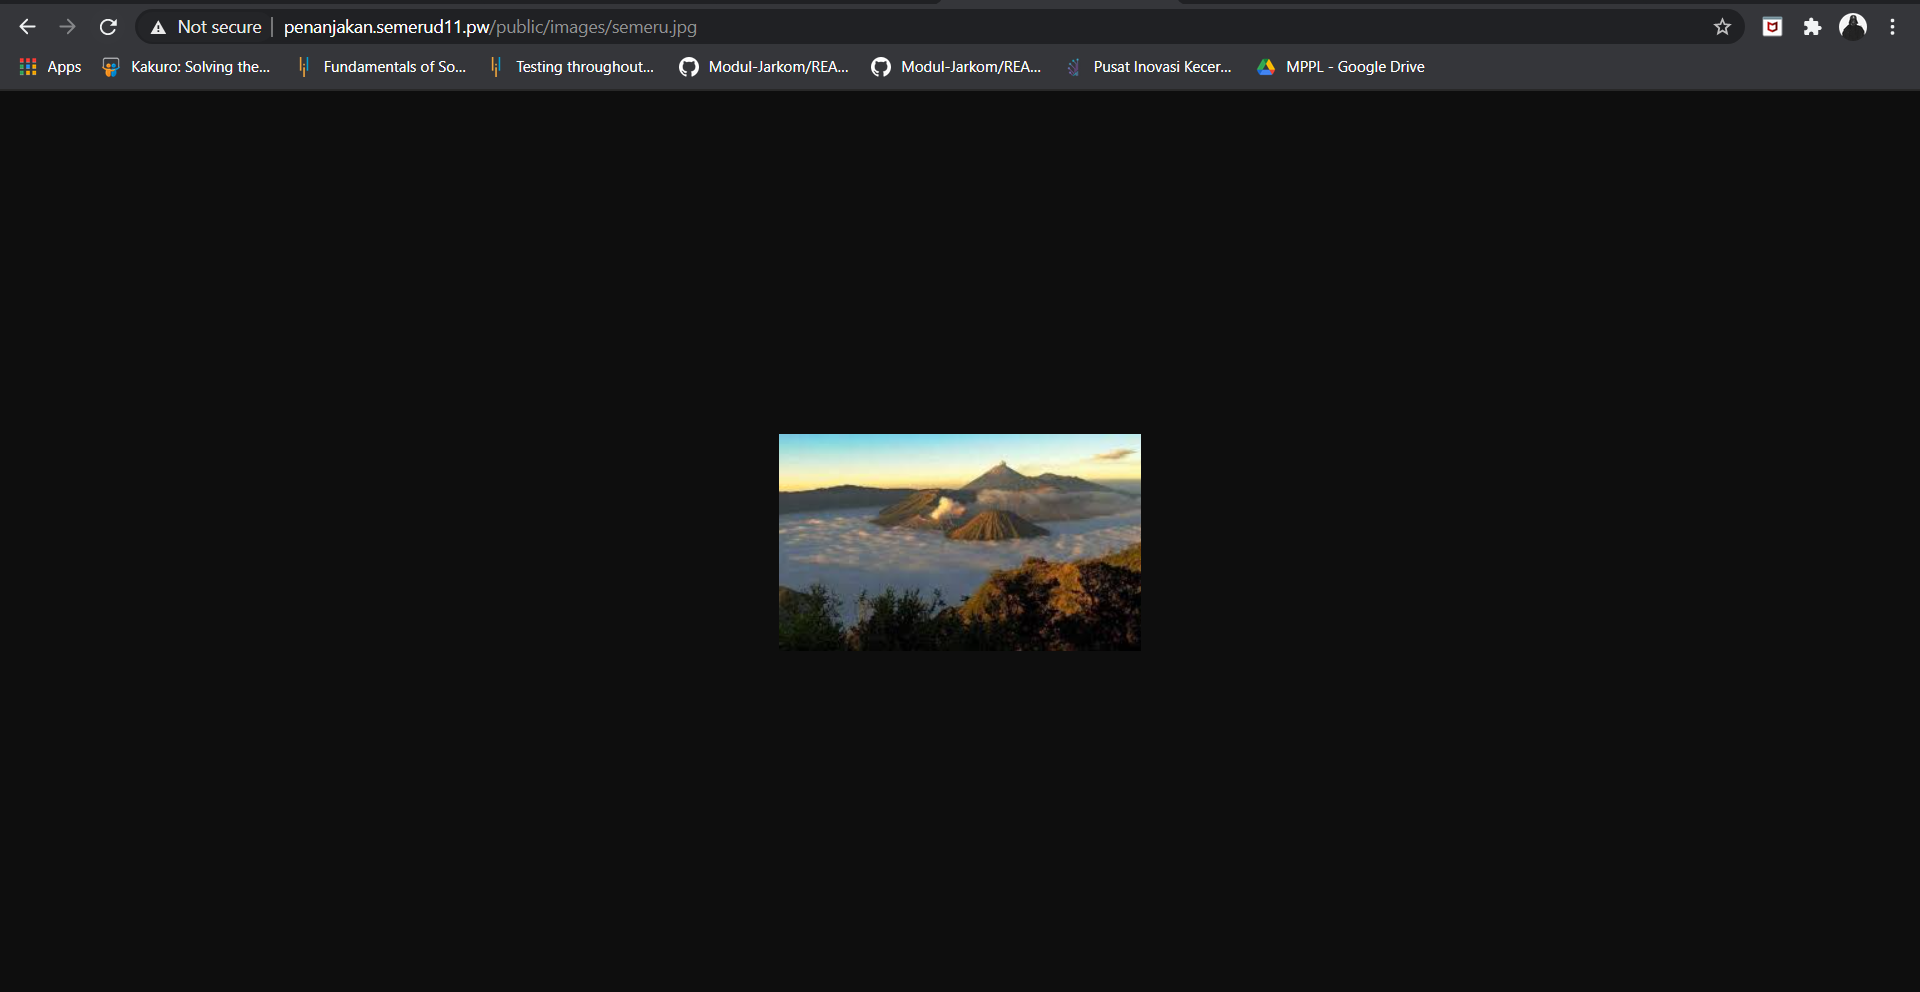 Not secure | penanjakan.semerud11.pw/public/images/semeru.jpg
Apps Kakuro: Solving the... Fundamentals of So... Testing throughout... Modul-Jarkom/REA... Modul-Jarkom/REA... Pusat Inovasi Kecer... MPPL - Google Drive